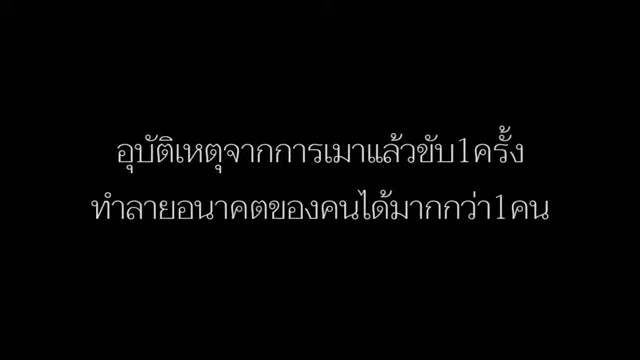 อุบัติเหตุจากการเมาแล้วขับ1ครั้ง
ทำลายอนาคตของคนได้มากกว่า1คน